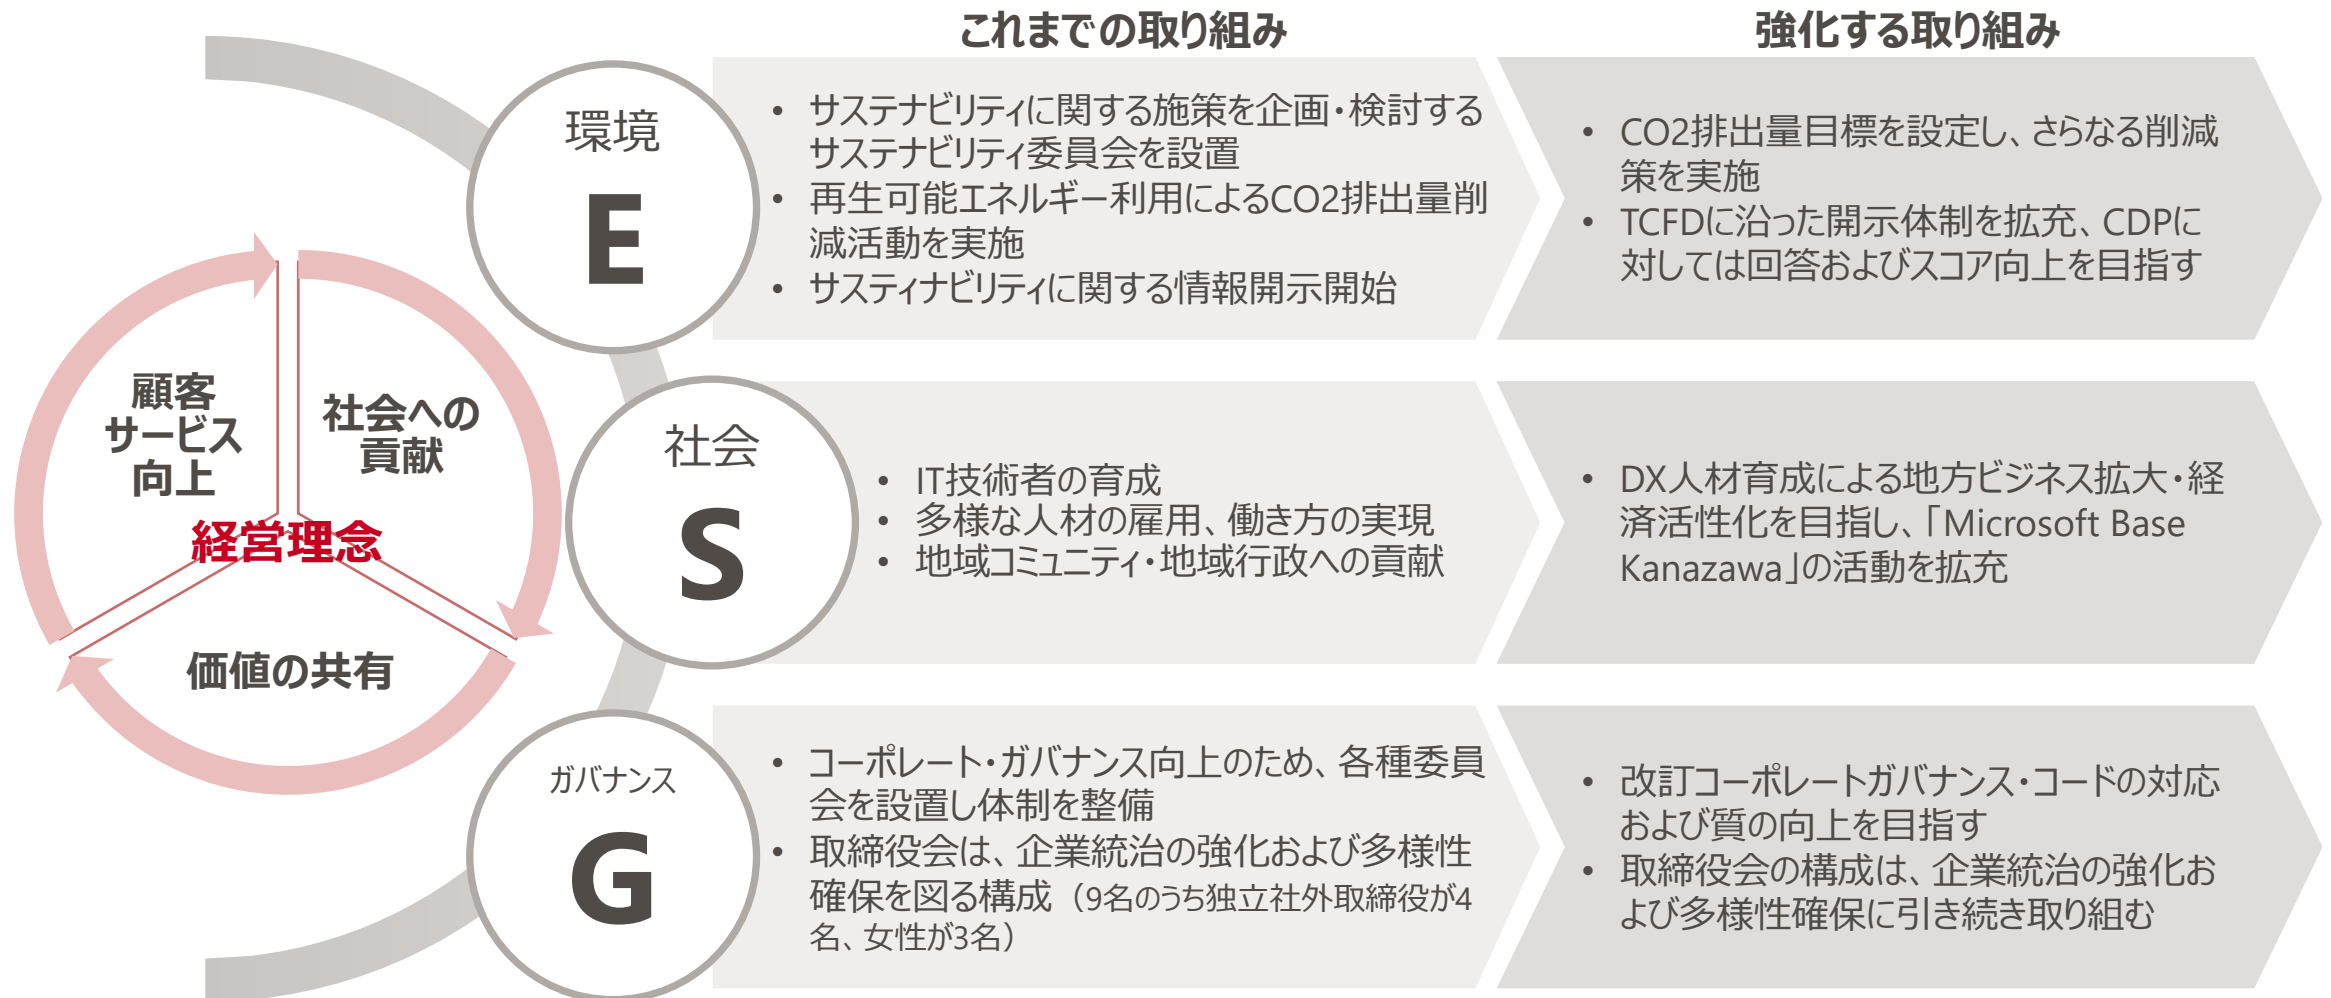 これまでの取り組み
強化する取り組み
顧客
サービス
向上
社会への
貢献
経営理念
価値の共有
環境
E
• サステナビリティに関する施策を企画・検討する
サステナビリティ委員会を設置
• 再生可能エネルギー利用によるCO2排出量削
減活動を実施
• サスティナビリティに関する情報開示開始
• CO2排出量目標を設定し、さらなる削減
策を実施
• TCFDに沿った開示体制を拡充、CDPに
対しては回答およびスコア向上を目指す
社会
S
• IT技術者の育成
• 多様な人材の雇用、働き方の実現
• 地域コミュニティ・地域行政への貢献
• DX人材育成による地方ビジネス拡大・経
済活性化を目指し、「Microsoft Base
Kanazawa」の活動を拡充
ガバナンス
G
• コーポレート・ガバナンス向上のため、各種委員
会を設置し体制を整備
• 取締役会は、企業統治の強化および多様性
確保を図る構成（9名のうち独立社外取締役が4
名、女性が3名）
• 改訂コーポレートガバナンス・コードの対応
および質の向上を目指す
• 取締役会の構成は、企業統治の強化お
よび多様性確保に引き続き取り組む